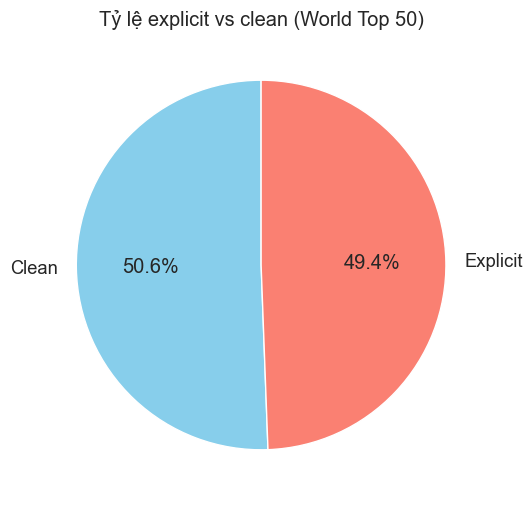 Tỷ lệ explicit vs clean (World Top 50)
Clean
50.6%
49.4%
Explicit